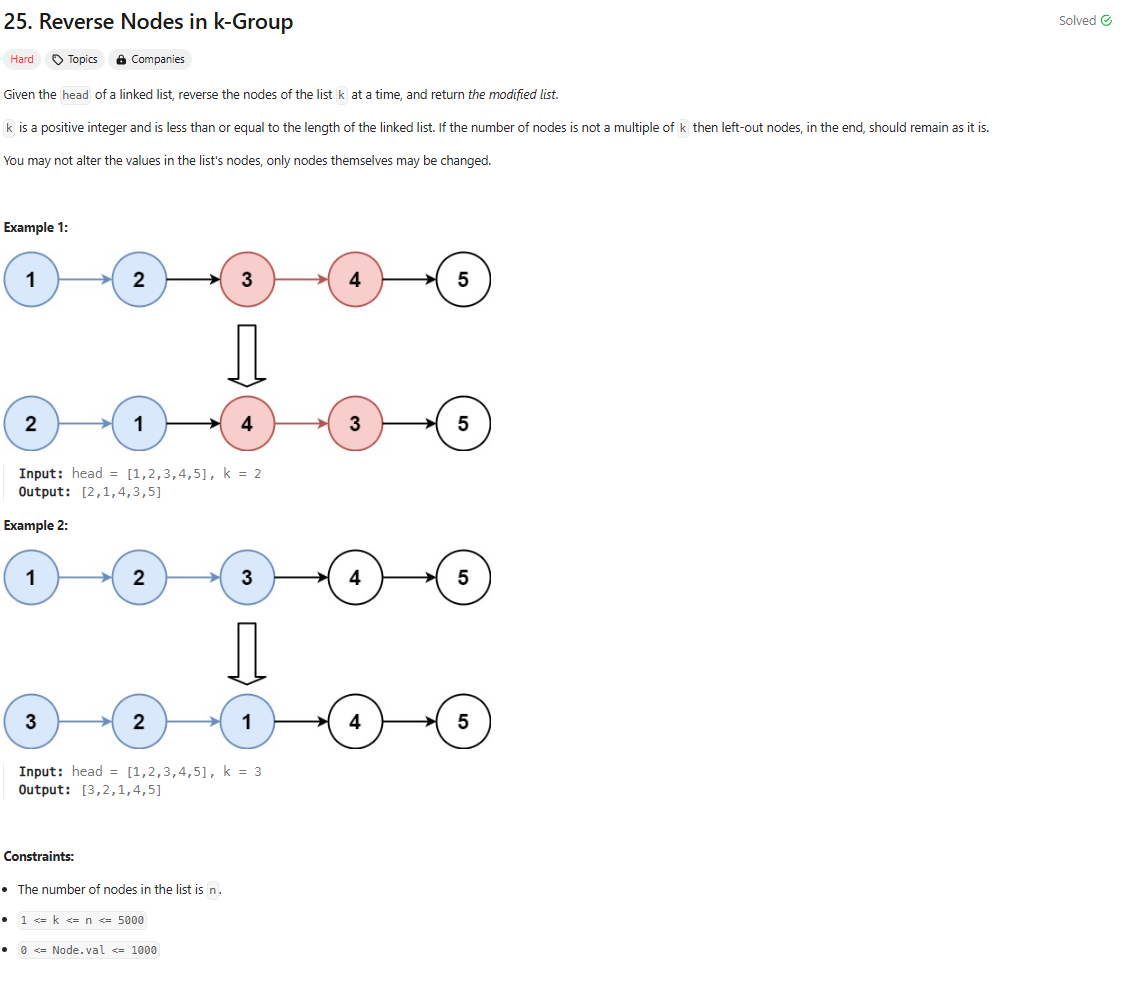 25. Reverse Nodes in k-Group
Solved
Hard Topics Companies
Given the head of a linked list, reverse the nodes of the list k at a time, and return the modified list.
k is a positive integer and is less than or equal to the length of the linked list. If the number of nodes is not a multiple of k then left-out nodes, in the end, should remain as it is.
You may not alter the values in the list's nodes, only nodes themselves may be changed.
Example 1:
1 2 3 4 5
2 1 4 3 5
Input: head = [1,2,3,4,5], k = 2
Output: [2,1,4,3,5]
Example 2:
1 2 3 4 5
3 2 1 4 5
Input: head = [1,2,3,4,5], k = 3
Output: [3,2,1,4,5]
Constraints:
• The number of nodes in the list is n.
• 1 <= k <= n <= 5000
• 0 <= Node.val <= 1000